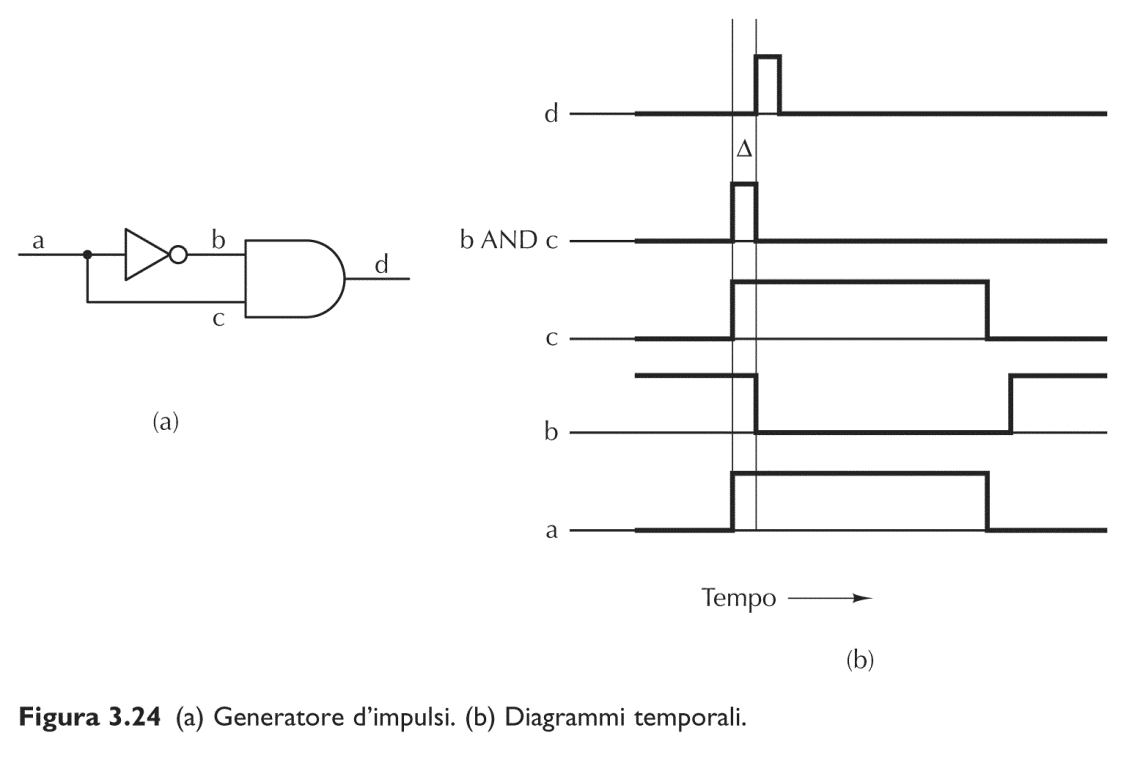 a
b
c
d
(a)
d
Δ
b AND c
c
b
a
Tempo
(b)
Figura 3.24 (a) Generatore d’impulsi. (b) Diagrammi temporali.